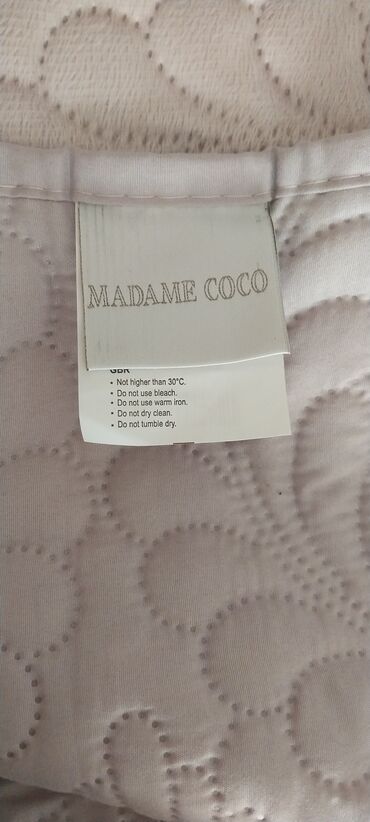 MADAME COCO
GBR
• Not higher than 30°C.
• Do not use bleach.
• Do not use warm iron.
• Do not dry clean.
• Do not tumble dry.